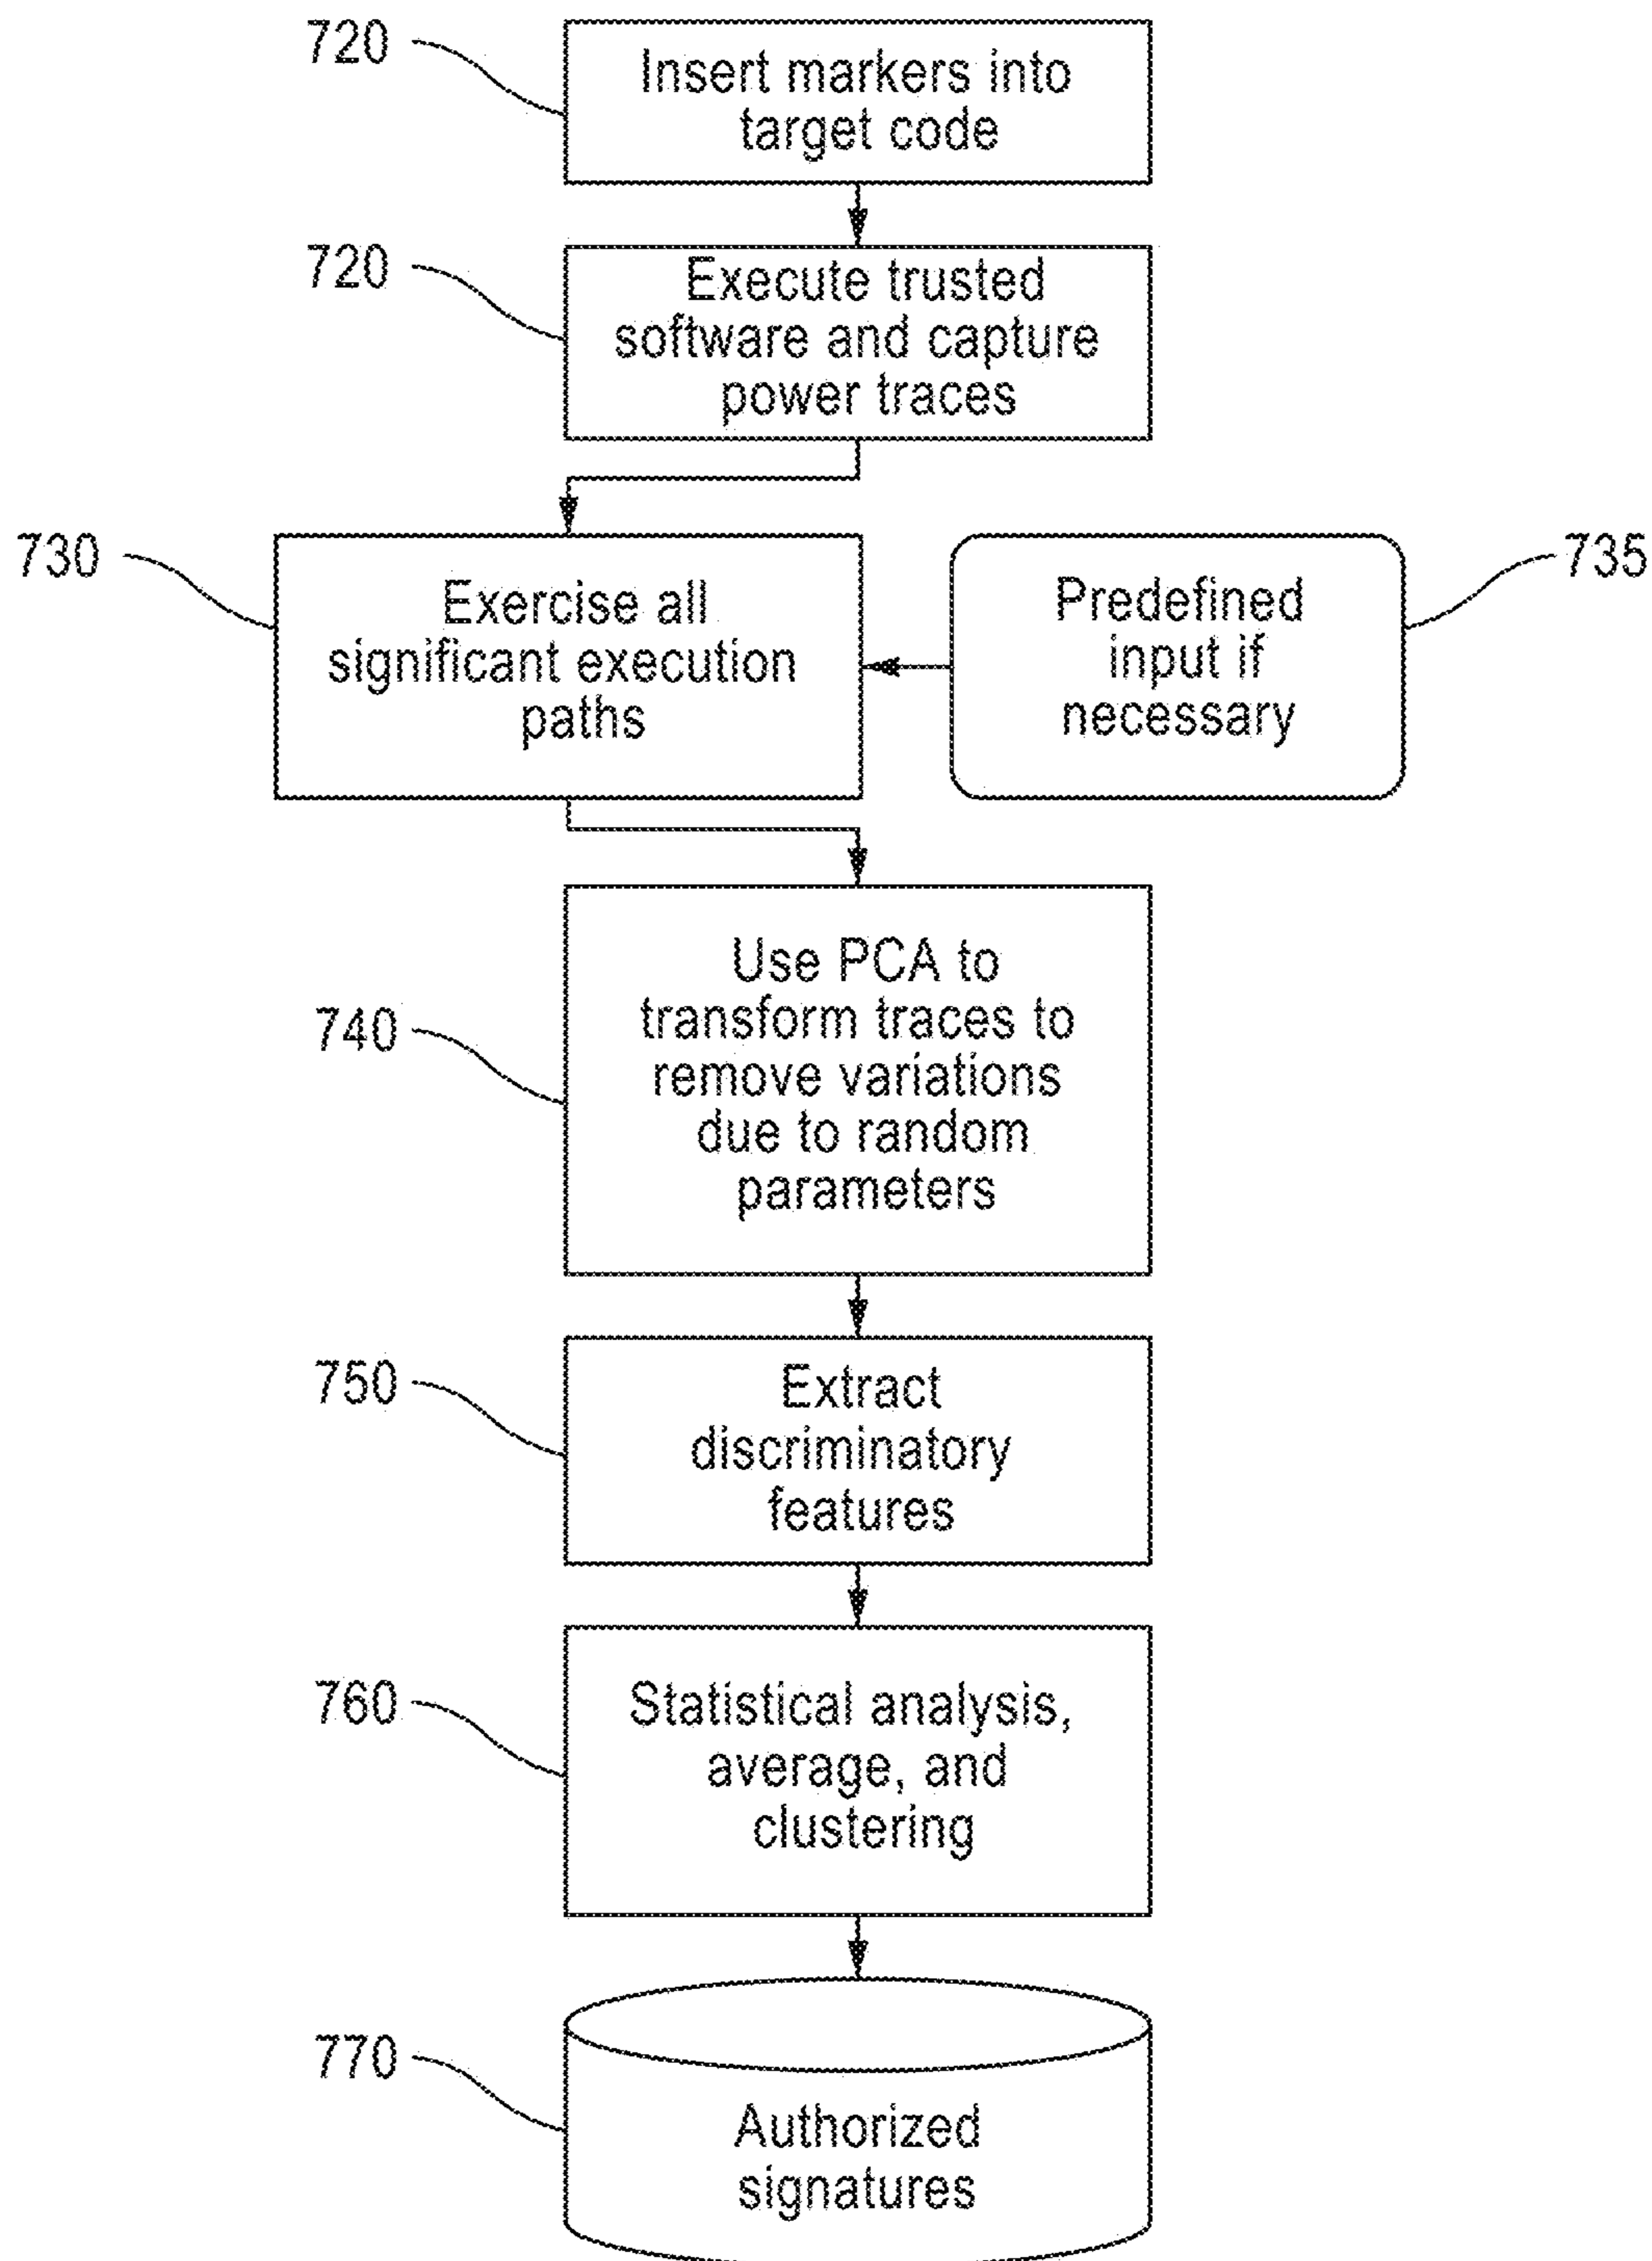 720
Insert markers into
target code
720
Execute trusted
software and capture
power traces
730
Exercise all
significant execution
paths
Predefined
input if
necessary
735
740
Use PCA to
transform traces to
remove variations
due to random
parameters
750
Extract
discriminatory
features
760
Statistical analysis,
average, and
clustering
770
Authorized
signatures